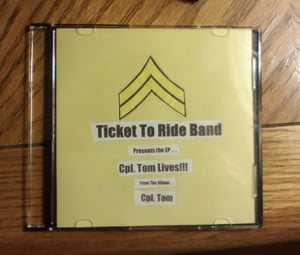 Ticket To Ride Band
Presents the EP . . .
Cpl. Tom Lives!!!
From The Album . . .
Cpl. Tom